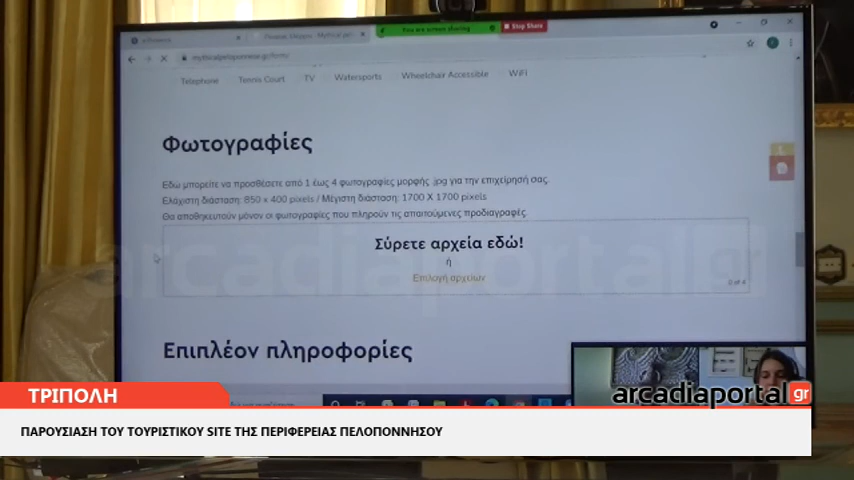 You are screen sharing
Stop Share
mythicalpeloponnese.gr/form/
Telephone Tennis Court TV Watersports Wheelchair Accessible WiFi
Φωτογραφίες
Εδω μπορείτε να προσθέσετε από 1 έως 4 φωτογραφίες μορφής .jpg για την επιχείρησή σας.
Ελάχιστη διάσταση: 850 x 400 pixels / Μέγιστη διάσταση: 1700 X 1700 pixels
Θα αποθηκευτούν μόνον οι φωτογραφίες που πληρούν τις απαιτούμενες προδιαγραφές.
Σύρετε αρχεία εδώ!
ή
Επιλογή αρχείων
0 of 4
arcadiaportal.gr
Επιπλέον πληροφορίες
ΤΡΙΠΟΛΗ
arcadiaportal.gr
ΠΑΡΟΥΣΙΑΣΗ ΤΟΥ ΤΟΥΡΙΣΤΙΚΟΥ SITE ΤΗΣ ΠΕΡΙΦΕΡΕΙΑΣ ΠΕΛΟΠΟΝΝΗΣΟΥ